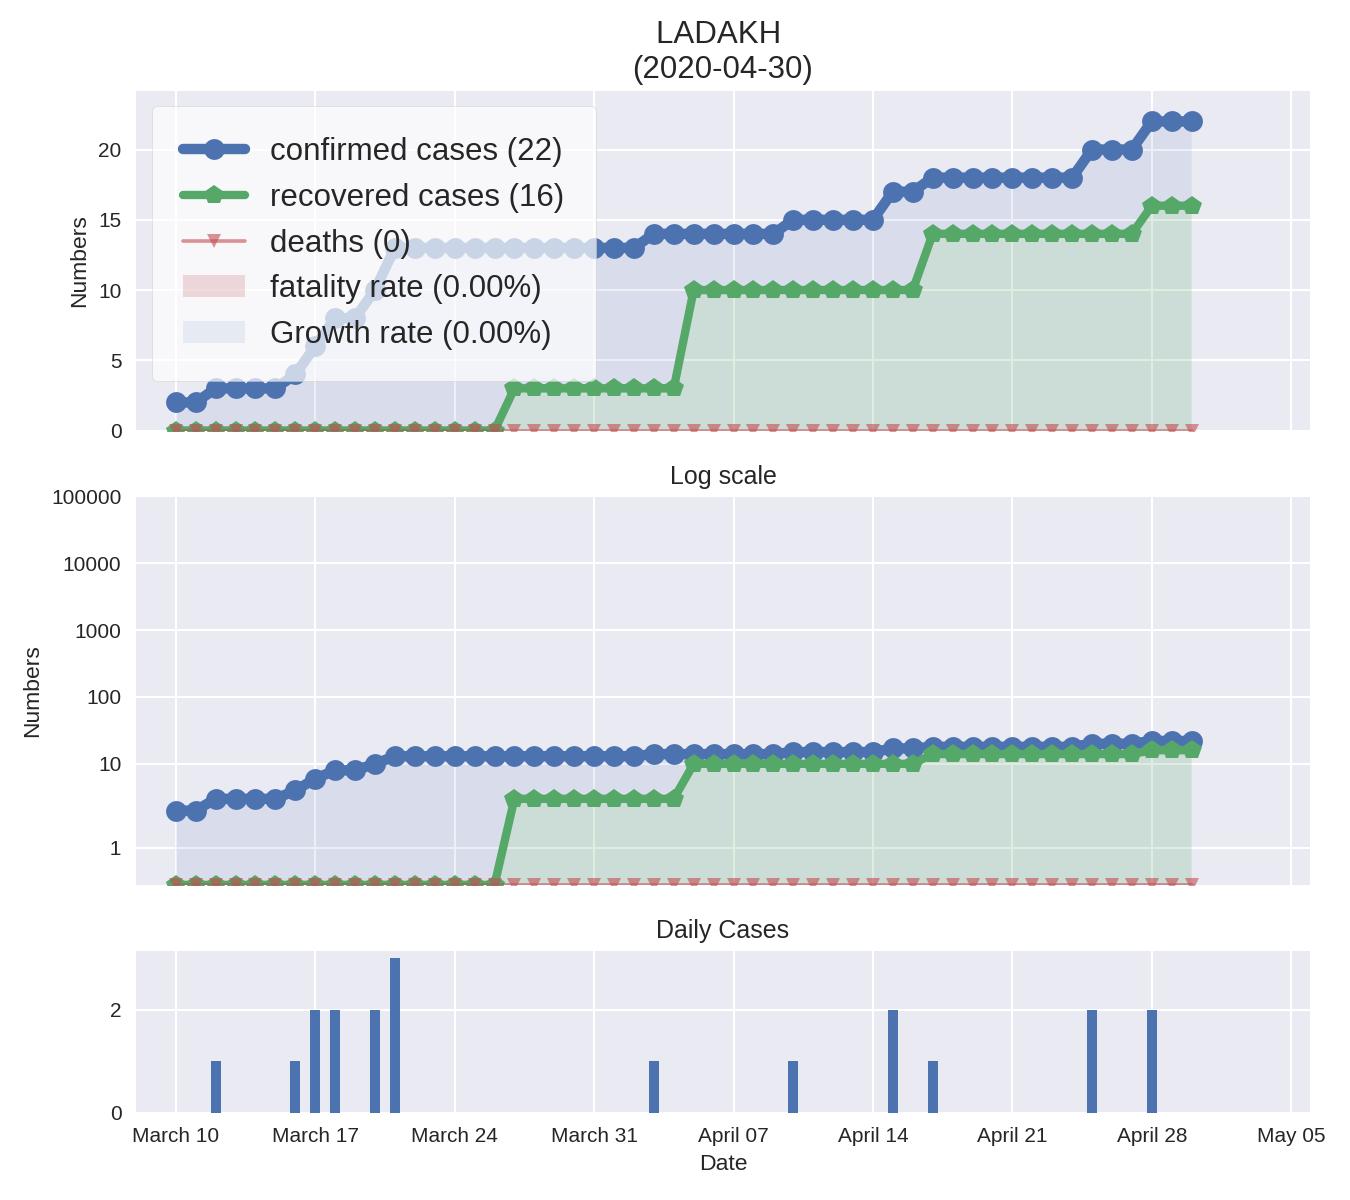 LADAKH
(2020-04-30)
confirmed cases (22)
recovered cases (16)
deaths (0)
fatality rate (0.00%)
Growth rate (0.00%)
Numbers
20
15
10
5
0
Log scale
Numbers
100000
10000
1000
100
10
1
Daily Cases
2
0
March 10 March 17 March 24 March 31 April 07 April 14 April 21 April 28 May 05
Date